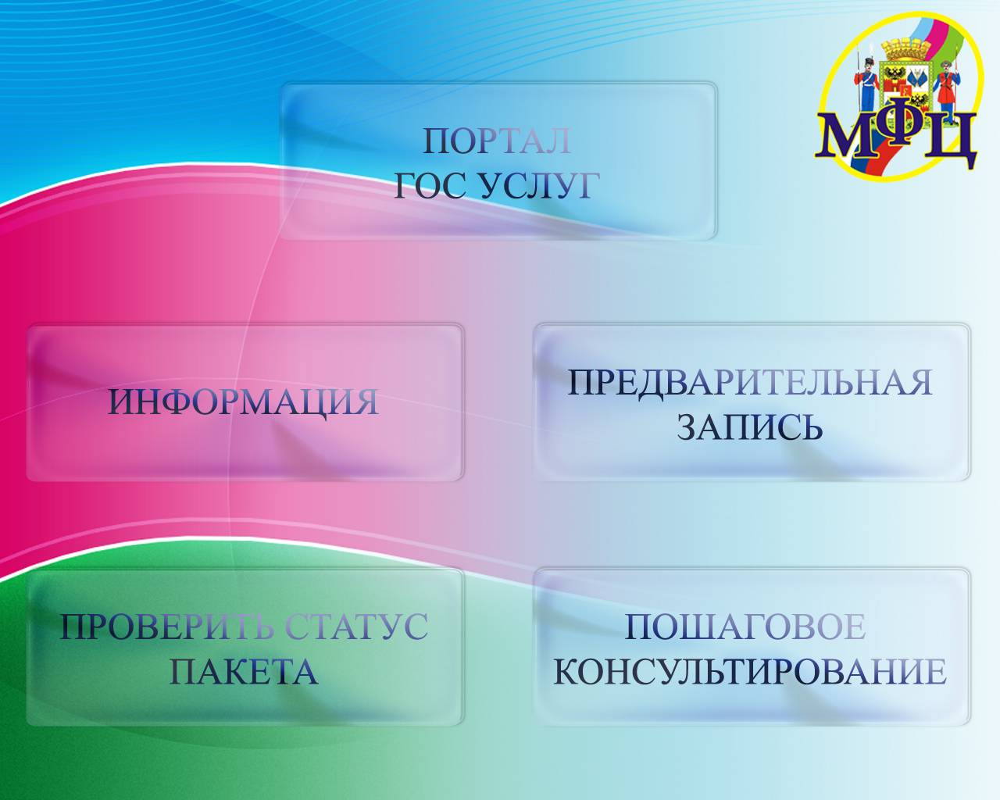 МФЦ
ПОРТАЛ
ГОС УСЛУГ
ИНФОРМАЦИЯ
ПРЕДВАРИТЕЛЬНАЯ
ЗАПИСЬ
ПРОВЕРИТЬ СТАТУС
ПАКЕТА
ПОШАГОВОЕ
КОНСУЛЬТИРОВАНИЕ